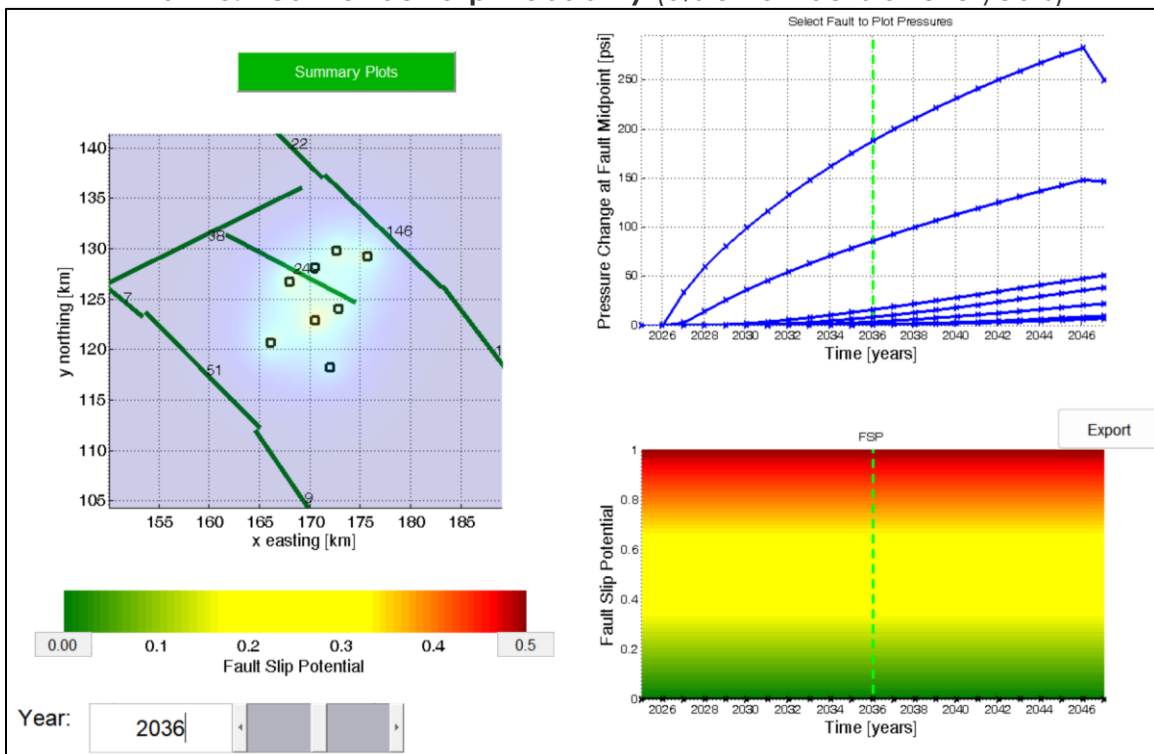 Summary Plots
22
140
135
146
130
38
24
y northing [km]
125
7
120
51
1
115
110
105
9
155 160 165 170 175 180 185
x easting [km]
0.00 0.1 0.2 0.3 0.4 0.5
Fault Slip Potential
Year: 2036
Select Fault to Plot Pressures
Pressure Change at Fault Midpoint [psi]
250
200
150
100
50
0
2026 2028 2030 2032 2034 2036 2038 2040 2042 2044 2046
Time [years]
Export
FSP
Fault Slip Potential
1
0.8
0.6
0.4
0.2
0
2026 2028 2030 2032 2034 2036 2038 2040 2042 2044 2046
Time [years]